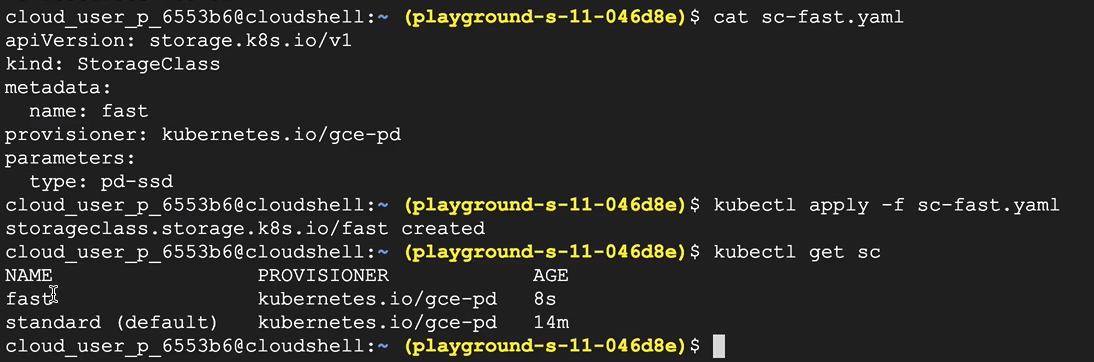 cloud_user_p_6553b6@cloudshell:~ (playground-s-11-046d8e)$ cat sc-fast.yaml
apiVersion: storage.k8s.io/v1
kind: StorageClass
metadata:
  name: fast
provisioner: kubernetes.io/gce-pd
parameters:
  type: pd-ssd
cloud_user_p_6553b6@cloudshell:~ (playground-s-11-046d8e)$ kubectl apply -f sc-fast.yaml
storageclass.storage.k8s.io/fast created
cloud_user_p_6553b6@cloudshell:~ (playground-s-11-046d8e)$ kubectl get sc
NAME                 PROVISIONER            AGE
fast                 kubernetes.io/gce-pd   8s
standard (default)   kubernetes.io/gce-pd   14m
cloud_user_p_6553b6@cloudshell:~ (playground-s-11-046d8e)$